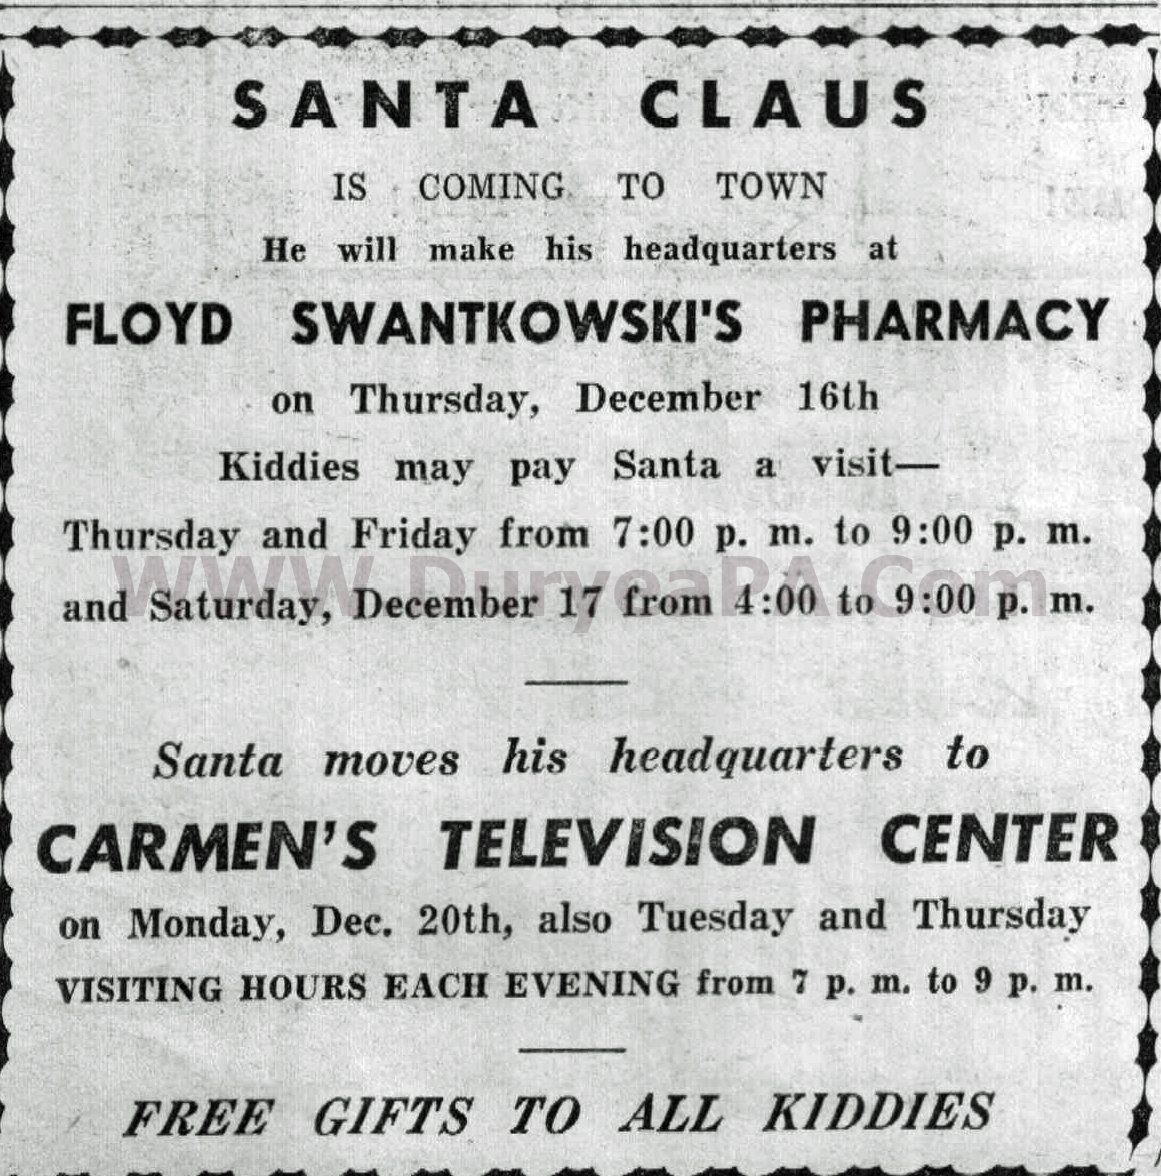 SANTA CLAUS
IS COMING TO TOWN
He will make his headquarters at
FLOYD SWANTKOWSKI'S PHARMACY
on Thursday, December 16th
Kiddies may pay Santa a visit—
Thursday and Friday from 7:00 p. m. to 9:00 p. m.
WWW.DuryeaPA.Com
and Saturday, December 17 from 4:00 to 9:00 p. m.
Santa moves his headquarters to
CARMEN'S TELEVISION CENTER
on Monday, Dec. 20th, also Tuesday and Thursday
VISITING HOURS EACH EVENING from 7 p. m. to 9 p. m.
FREE GIFTS TO ALL KIDDIES